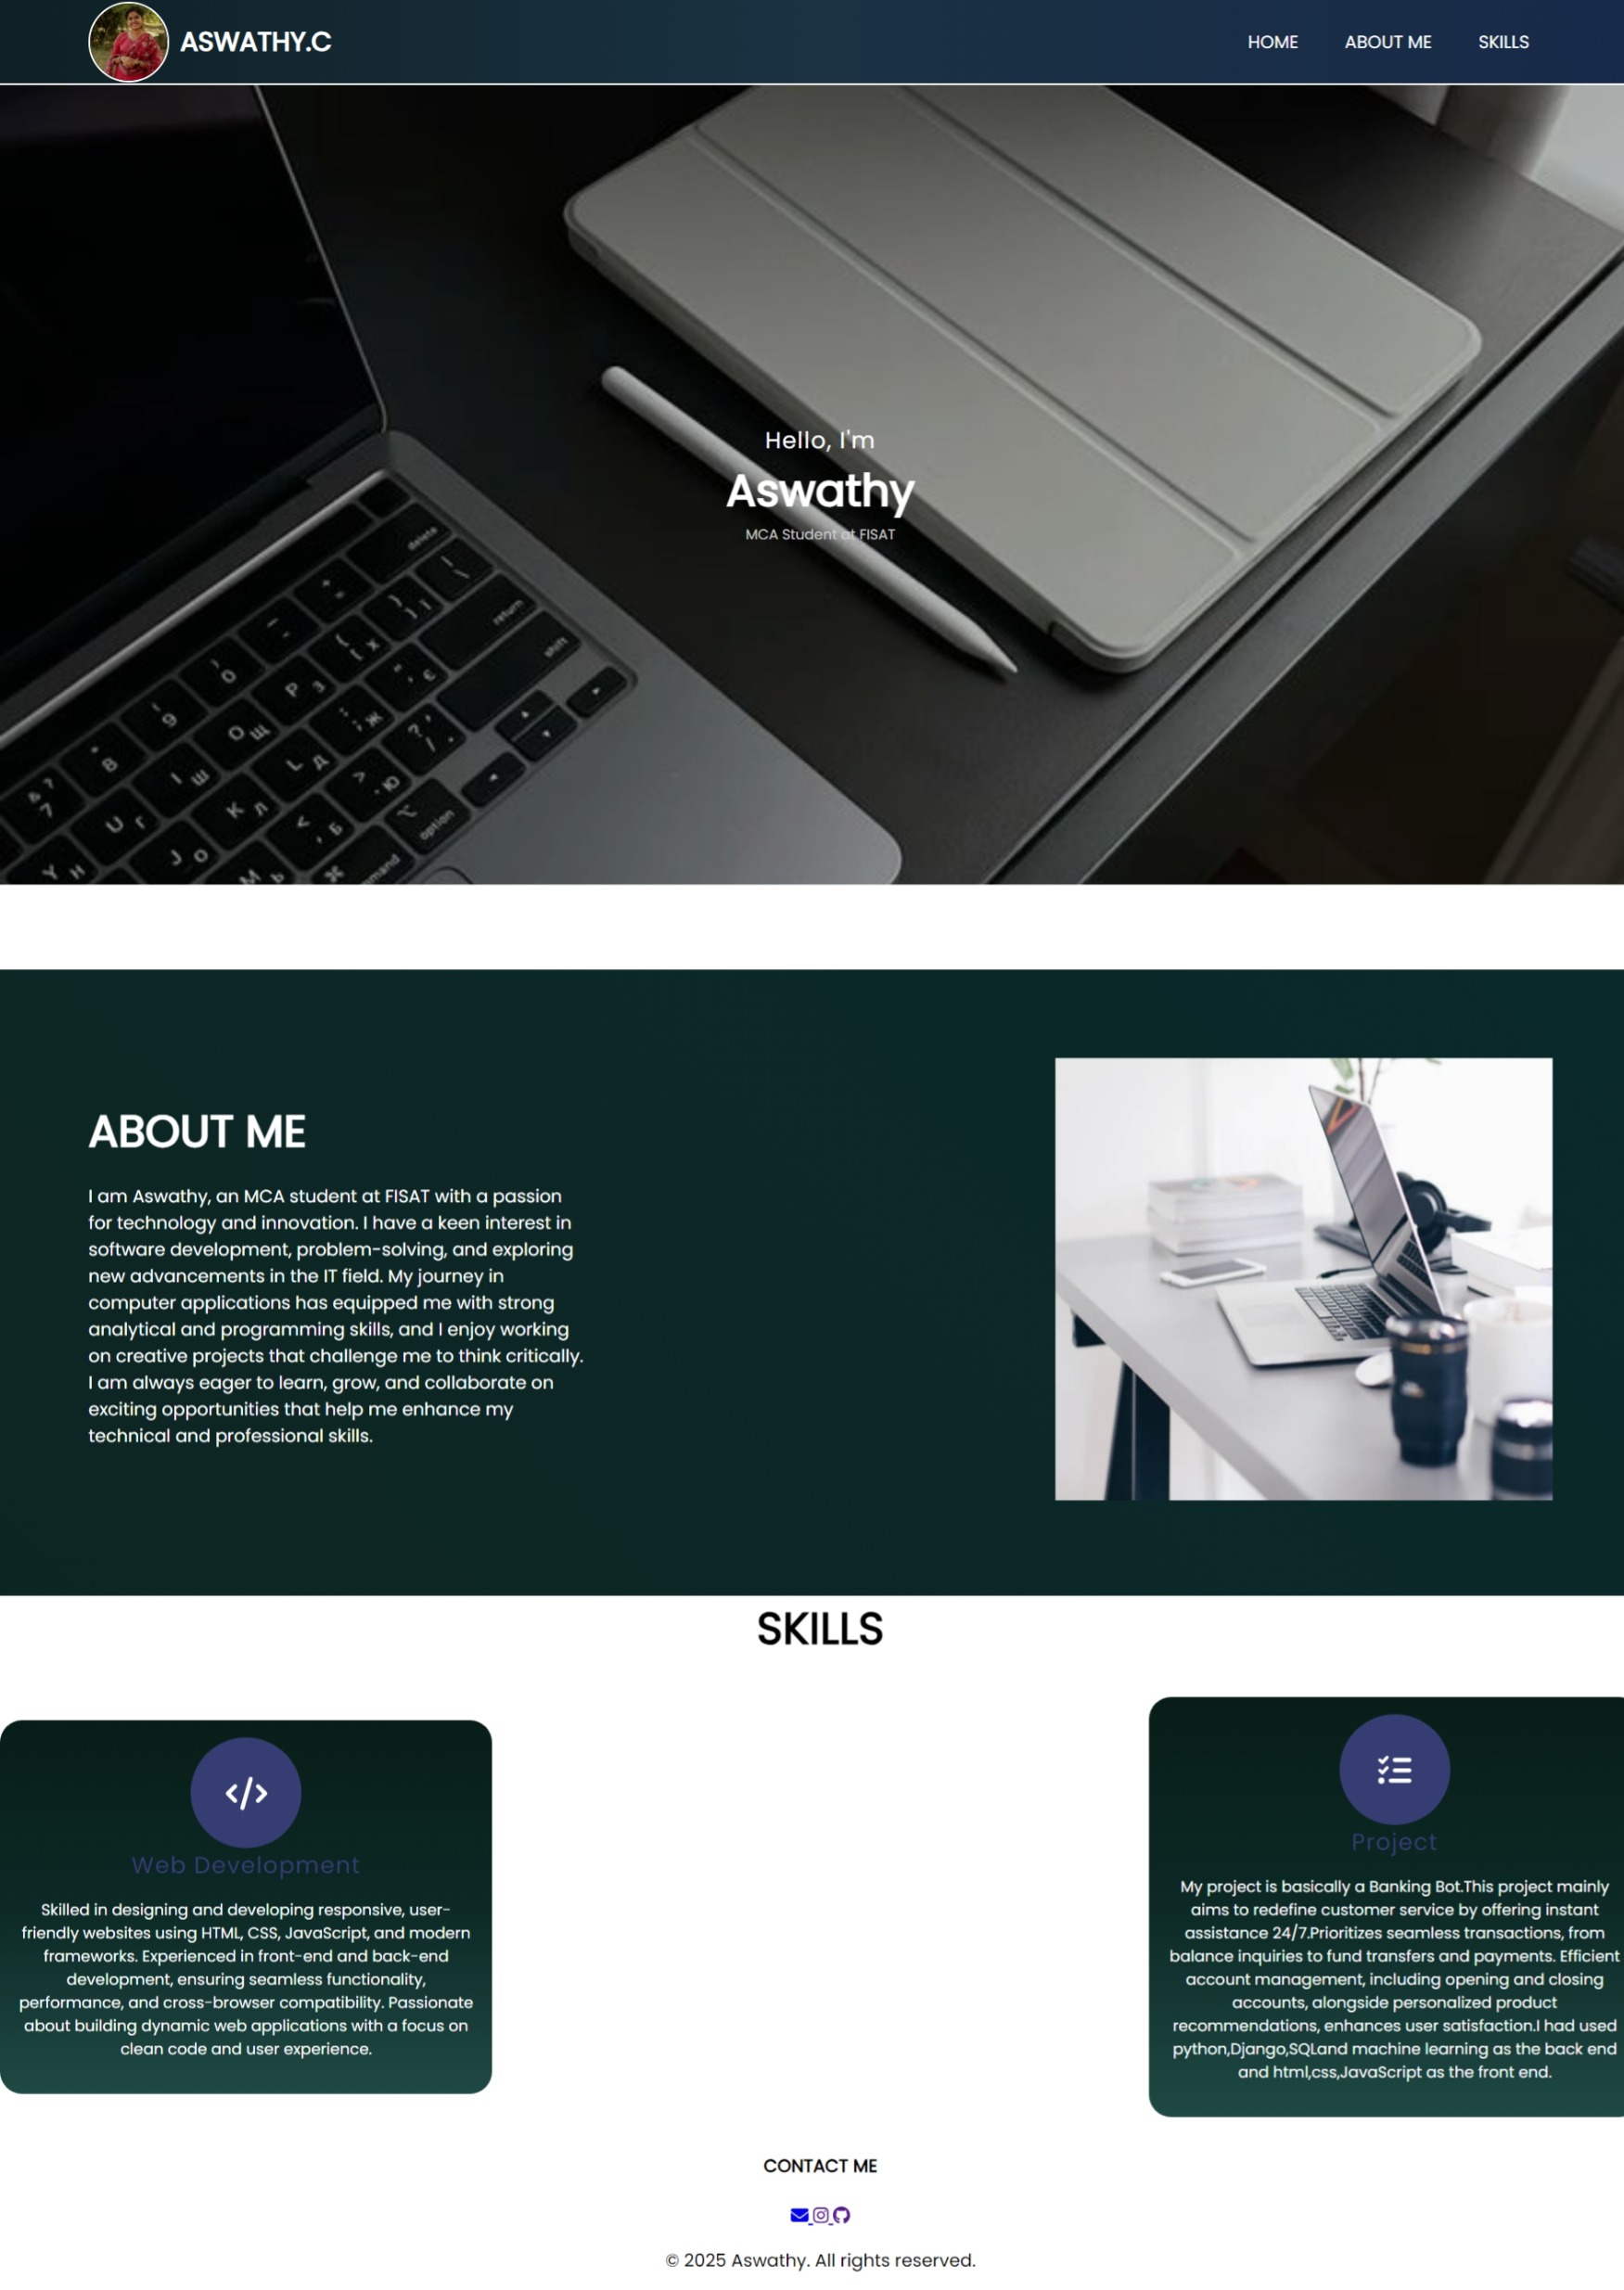 ASWATHY.C
HOME ABOUT ME SKILLS
Hello, I'm
Aswathy
MCA Student at FISAT
delete
return
shift
option
ABOUT ME
I am Aswathy, an MCA student at FISAT with a passion
for technology and innovation. I have a keen interest in
software development, problem-solving, and exploring
new advancements in the IT field. My journey in
computer applications has equipped me with strong
analytical and programming skills, and I enjoy working
on creative projects that challenge me to think critically.
I am always eager to learn, grow, and collaborate on
exciting opportunities that help me enhance my
technical and professional skills.
SKILLS
Web Development
Skilled in designing and developing responsive, user-
friendly websites using HTML, CSS, JavaScript, and modern
frameworks. Experienced in front-end and back-end
development, ensuring seamless functionality,
performance, and cross-browser compatibility. Passionate
about building dynamic web applications with a focus on
clean code and user experience.
Project
My project is basically a Banking Bot.This project mainly
aims to redefine customer service by offering instant
assistance 24/7.Prioritizes seamless transactions, from
balance inquiries to fund transfers and payments. Efficient
account management, including opening and closing
accounts, alongside personalized product
recommendations, enhances user satisfaction.I had used
python,Django,SQLand machine learning as the back end
and html,css,JavaScript as the front end.
CONTACT ME
© 2025 Aswathy. All rights reserved.